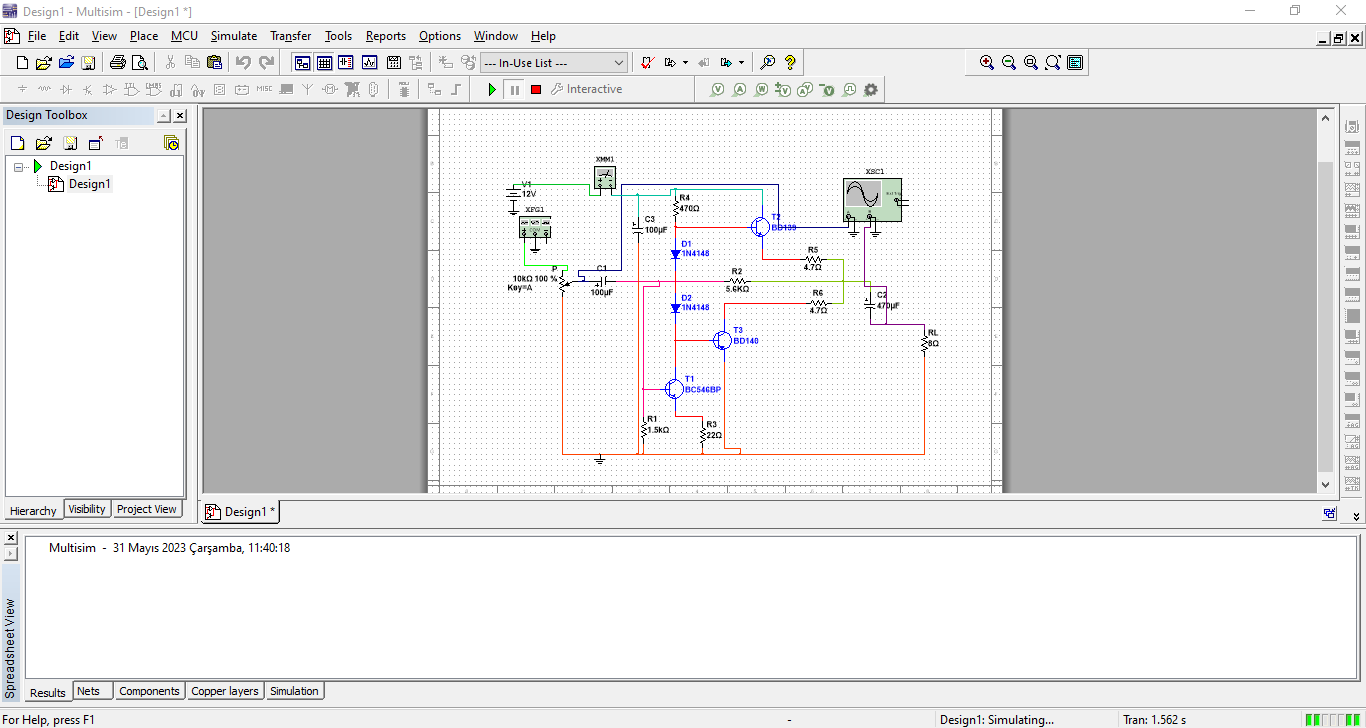 Design1 - Multisim - [Design1 *]
File Edit View Place MCU Simulate Transfer Tools Reports Options Window Help
--- In-Use List ---
MISC Interactive
Design Toolbox
Design1
Design1
XMM1
XSC1
V1
12V
XFG1
R4
470Ω
C3
100µF
T2
BD139
D1
1N4148
R5
4.7Ω
P
10kΩ 100 %
Key=A
C1
100µF
R2
5.6KΩ
R6
4.7Ω
C2
470µF
D2
1N4148
T3
BD140
RL
8Ω
T1
BC546BP
R1
1.5kΩ
R3
22Ω
Hierarchy Visibility Project View
Design1 *
Multisim - 31 Mayıs 2023 Çarşamba, 11:40:18
Spreadsheet View
Results Nets Components Copper layers Simulation
For Help, press F1 - Design1: Simulating... Tran: 1.562 s